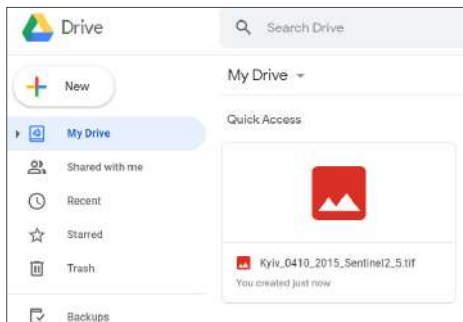 Drive
Search Drive
New
My Drive
My Drive
Quick Access
Shared with me
Recent
Starred
Trash
Backups
Kyiv_0410_2015_Sentinel2_5.tif
You created just now